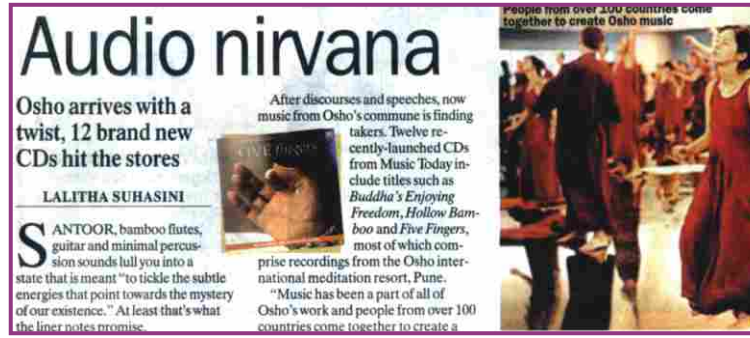 Audio nirvana
Osho arrives with a
twist, 12 brand new
CDs hit the stores
LALITHA SUHASINI
SANTOOR, bamboo flutes,
guitar and minimal percus-
sion sounds lull you into a
state that is meant "to tickle the subtle
energies that point towards the mystery
of our existence." At least that's what
the liner notes promise.
After discourses and speeches, now
music from Osho's commune is finding
takers. Twelve re-
cently-launched CDs
from Music Today in-
clude titles such as
Buddha's Enjoying
Freedom, Hollow Bam-
boo and Five Fingers,
most of which com-
prise recordings from the Osho inter-
national meditation resort, Pune.
"Music has been a part of all of
Osho's work and people from over 100
countries come together to create a
FIVE fingers
People from over 100 countries come
together to create Osho music